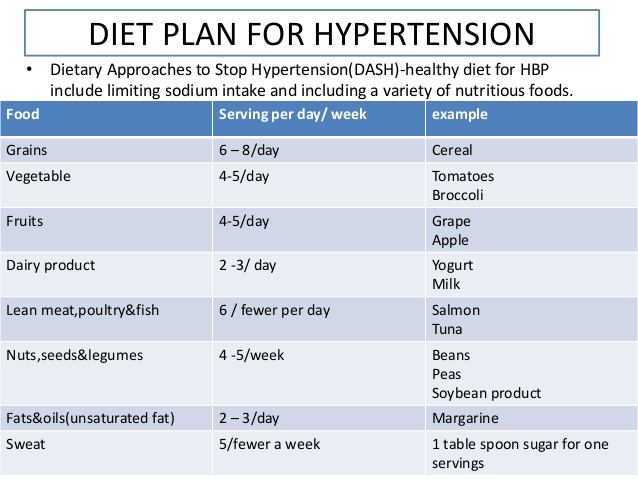 DIET PLAN FOR HYPERTENSION
• Dietary Approaches to Stop Hypertension(DASH)-healthy diet for HBP
include limiting sodium intake and including a variety of nutritious foods.
Food Serving per day/ week example
Grains 6 – 8/day Cereal
Vegetable 4-5/day Tomatoes
Broccoli
Fruits 4-5/day Grape
Apple
Dairy product 2 -3/ day Yogurt
Milk
Lean meat,poultry&fish 6 / fewer per day Salmon
Tuna
Nuts,seeds&legumes 4 -5/week Beans
Peas
Soybean product
Fats&oils(unsaturated fat) 2 – 3/day Margarine
Sweat 5/fewer a week 1 table spoon sugar for one
servings